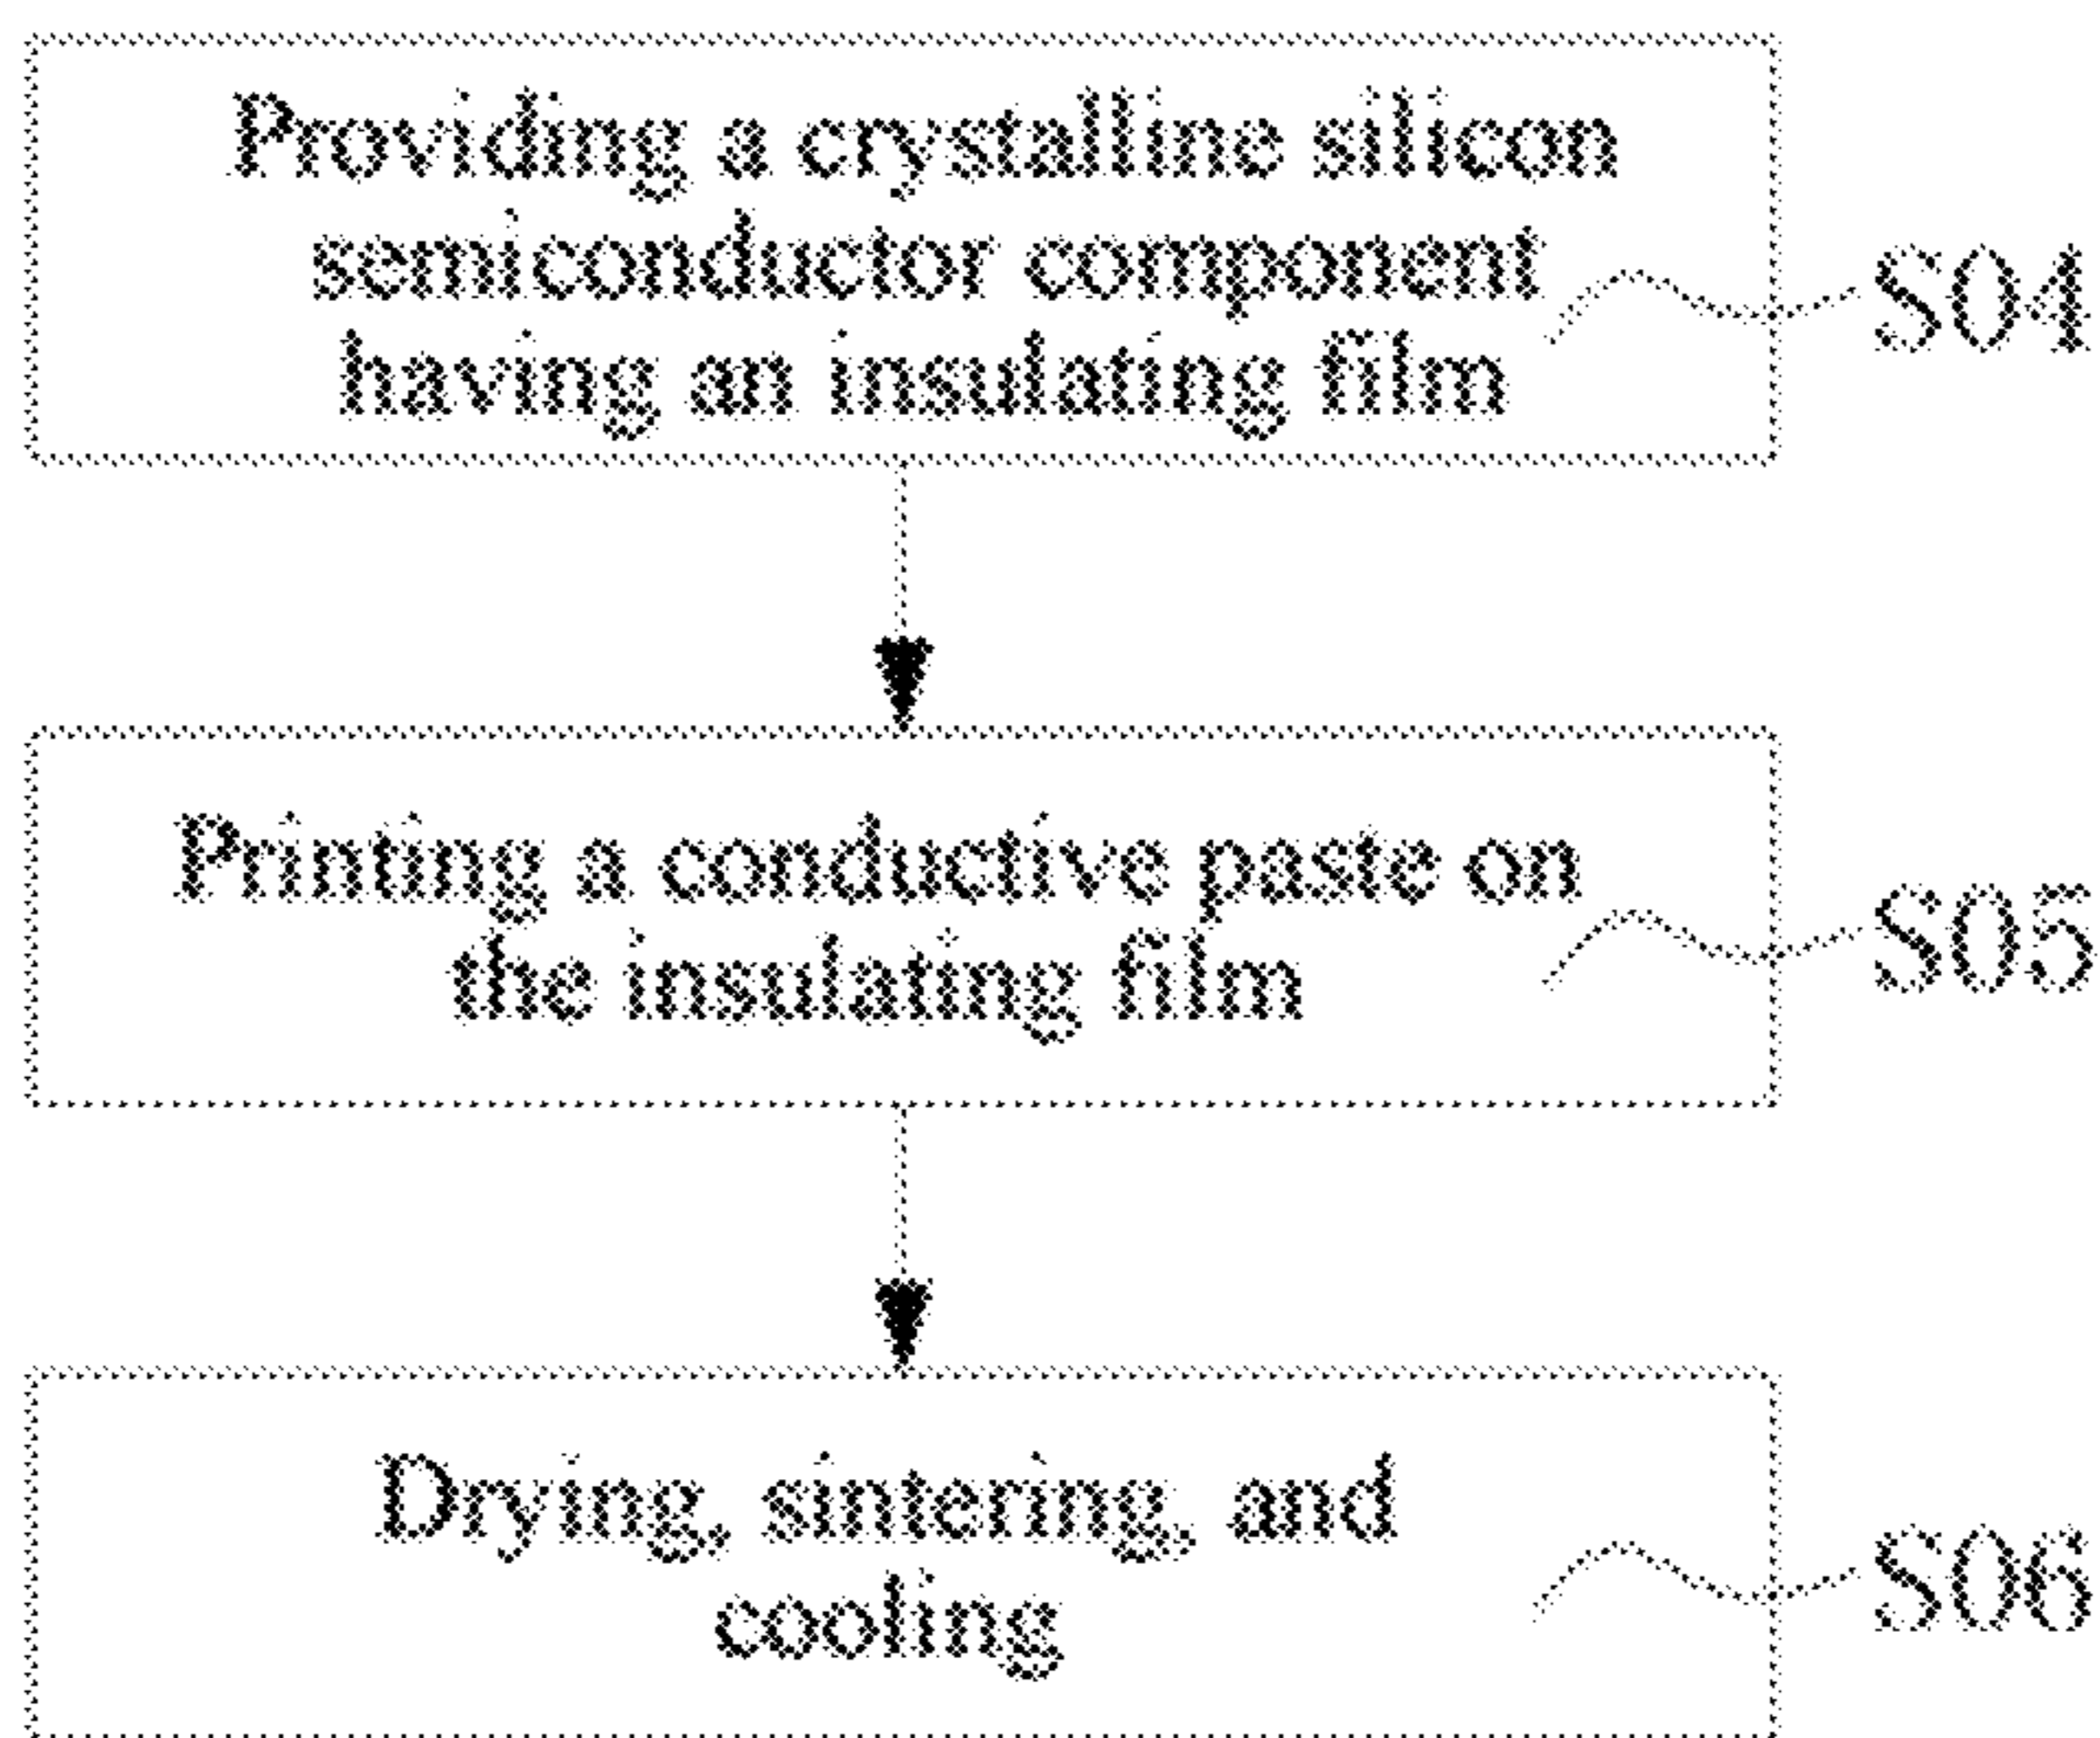 Providing a crystalline silicon
semiconductor component
having an insulating film
S04
Printing a conductive paste on
the insulating film
S05
Drying, sintering, and
cooling
S06